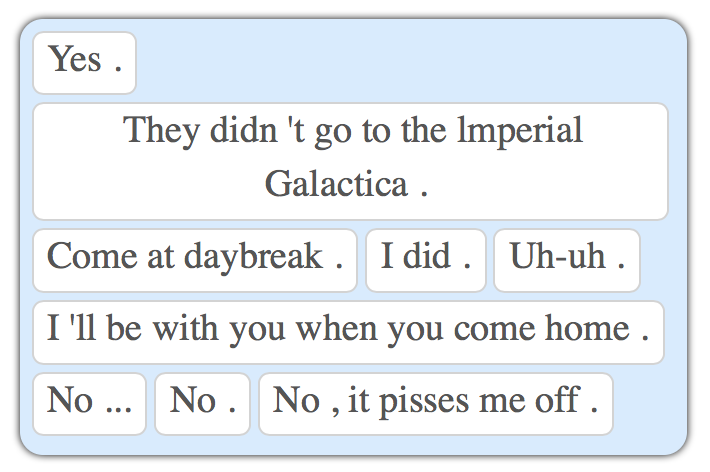 Yes .
They didn 't go to the lmperial
Galactica .
Come at daybreak . I did . Uh-uh .
I 'll be with you when you come home .
No ... No . No , it pisses me off .